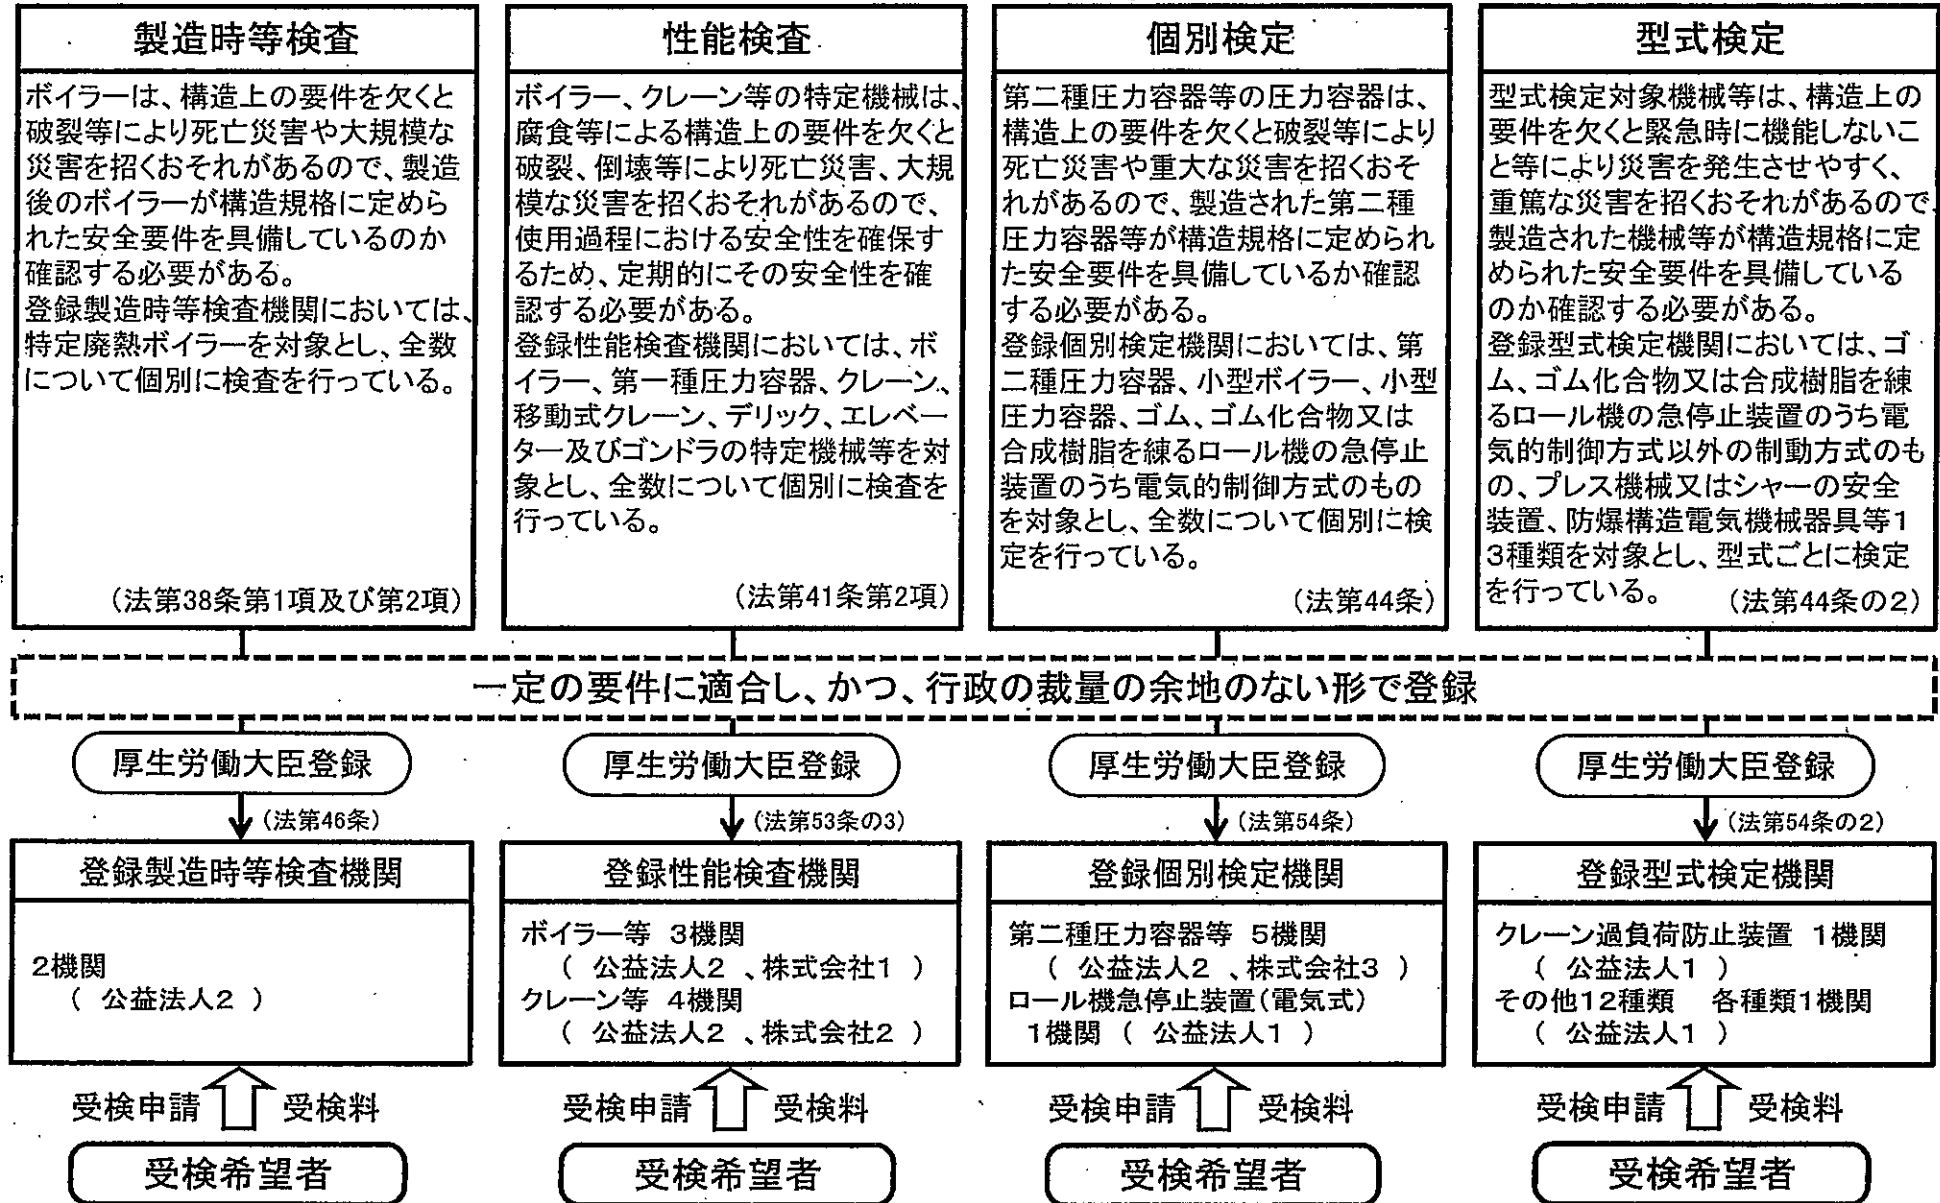 製造時等検査
ボイラーは、構造上の要件を欠くと
破裂等により死亡災害や大規模な
災害を招くおそれがあるので、製造
後のボイラーが構造規格に定めら
れた安全要件を具備しているのか
確認する必要がある。
登録製造時等検査機関においては、
特定廃熱ボイラーを対象とし、全数
について個別に検査を行っている。
（法第38条第1項及び第2項）
性能検査
ボイラー、クレーン等の特定機械は、
腐食等による構造上の要件を欠くと
破裂、倒壊等により死亡災害、大規
模な災害を招くおそれがあるので、
使用過程における安全性を確保す
るため、定期的にその安全性を確
認する必要がある。
登録性能検査機関においては、ボ
イラー、第一種圧力容器、クレーン、
移動式クレーン、デリック、エレベー
ター及びゴンドラの特定機械等を対
象とし、全数について個別に検査を
行っている。
（法第41条第2項）
個別検定
第二種圧力容器等の圧力容器は、
構造上の要件を欠くと破裂等により
死亡災害や重大な災害を招くおそ
れがあるので、製造された第二種
圧力容器等が構造規格に定められ
た安全要件を具備しているか確認
する必要がある。
登録個別検定機関においては、第
二種圧力容器、小型ボイラー、小型
圧力容器、ゴム、ゴム化合物又は
合成樹脂を練るロール機の急停止
装置のうち電気的制御方式のもの
を対象とし、全数について個別に検
定を行っている。
（法第44条）
型式検定
型式検定対象機械等は、構造上の
要件を欠くと緊急時に機能しないこ
と等により災害を発生させやすく、
重篤な災害を招くおそれがあるので、
製造された機械等が構造規格に定
められた安全要件を具備している
のか確認する必要がある。
登録型式検定機関においては、ゴ
ム、ゴム化合物又は合成樹脂を練
るロール機の急停止装置のうち電
気的制御方式以外の制動方式のも
の、プレス機械又はシャーの安全
装置、防爆構造電気機械器具等1
3種類を対象とし、型式ごとに検定
を行っている。 （法第44条の2）
一定の要件に適合し、かつ、行政の裁量の余地のない形で登録
厚生労働大臣登録
（法第46条）
厚生労働大臣登録
（法第53条の3）
厚生労働大臣登録
（法第54条）
厚生労働大臣登録
（法第54条の2）
登録製造時等検査機関
2機関
（ 公益法人2 ）
登録性能検査機関
ボイラー等 3機関
（ 公益法人2 、株式会社1 ）
クレーン等 4機関
（ 公益法人2 、株式会社2 ）
登録個別検定機関
第二種圧力容器等 5機関
（ 公益法人2 、株式会社3 ）
ロール機急停止装置（電気式）
1機関 （ 公益法人1 ）
登録型式検定機関
クレーン過負荷防止装置 1機関
（ 公益法人1 ）
その他12種類 各種類1機関
（ 公益法人1 ）
受検申請 受検料
受検申請 受検料
受検申請 受検料
受検申請 受検料
受検希望者
受検希望者
受検希望者
受検希望者